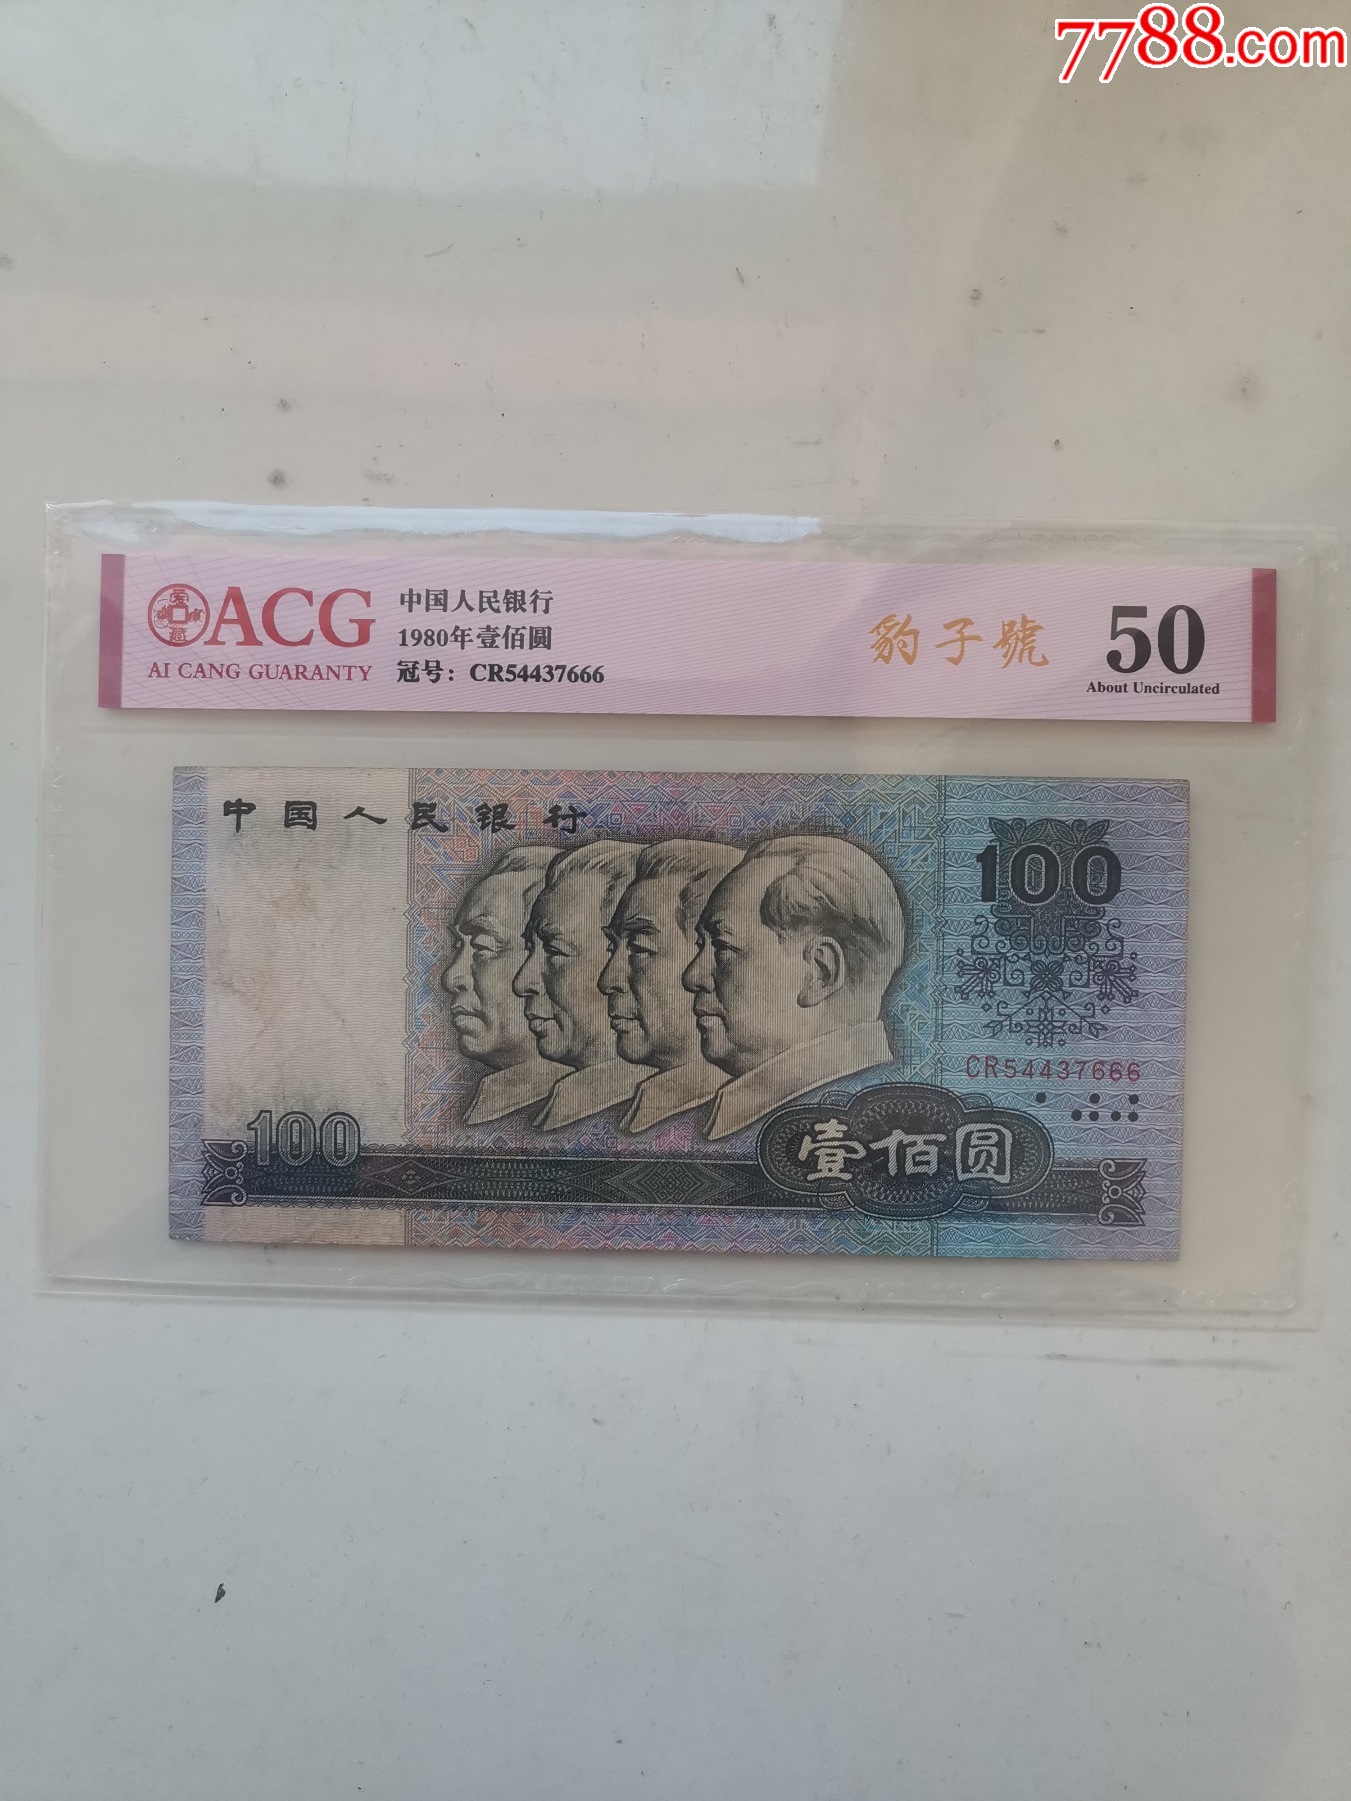 7788.com
ACG
AI CANG GUARANTY
中国人民银行
1980年壹佰圆
冠号：CR54437666
豹子號
50
About Uncirculated
中国人民银行
100
CR54437666
100
壹佰圆